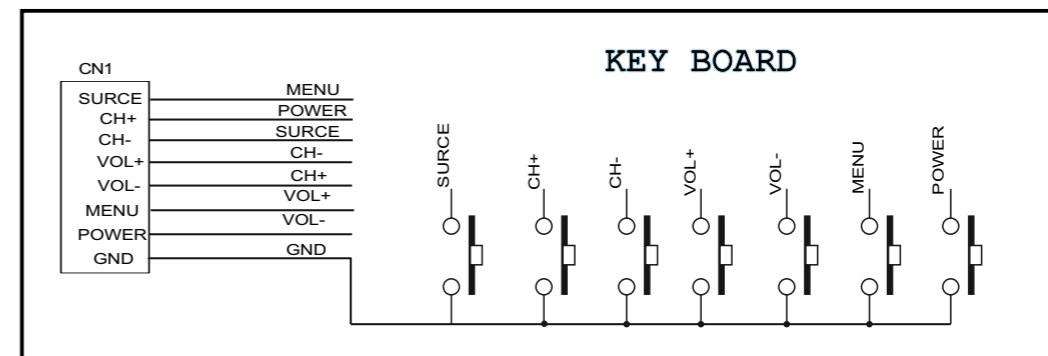 KEY BOARD
CN1
SURCE MENU
CH+ POWER
CH- SURCE
VOL+ CH-
VOL- CH+
MENU VOL+
POWER VOL-
GND GND
SURCE
CH+
CH-
VOL+
VOL-
MENU
POWER